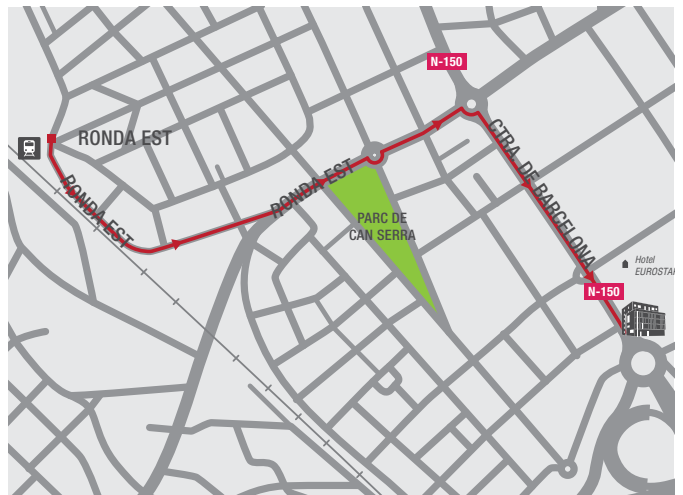 N-150
RONDA EST
CTRA. DE BARCELONA
RONDA EST
RONDA EST
PARC DE
CAN SERRA
Hotel
EUROSTAR
N-150